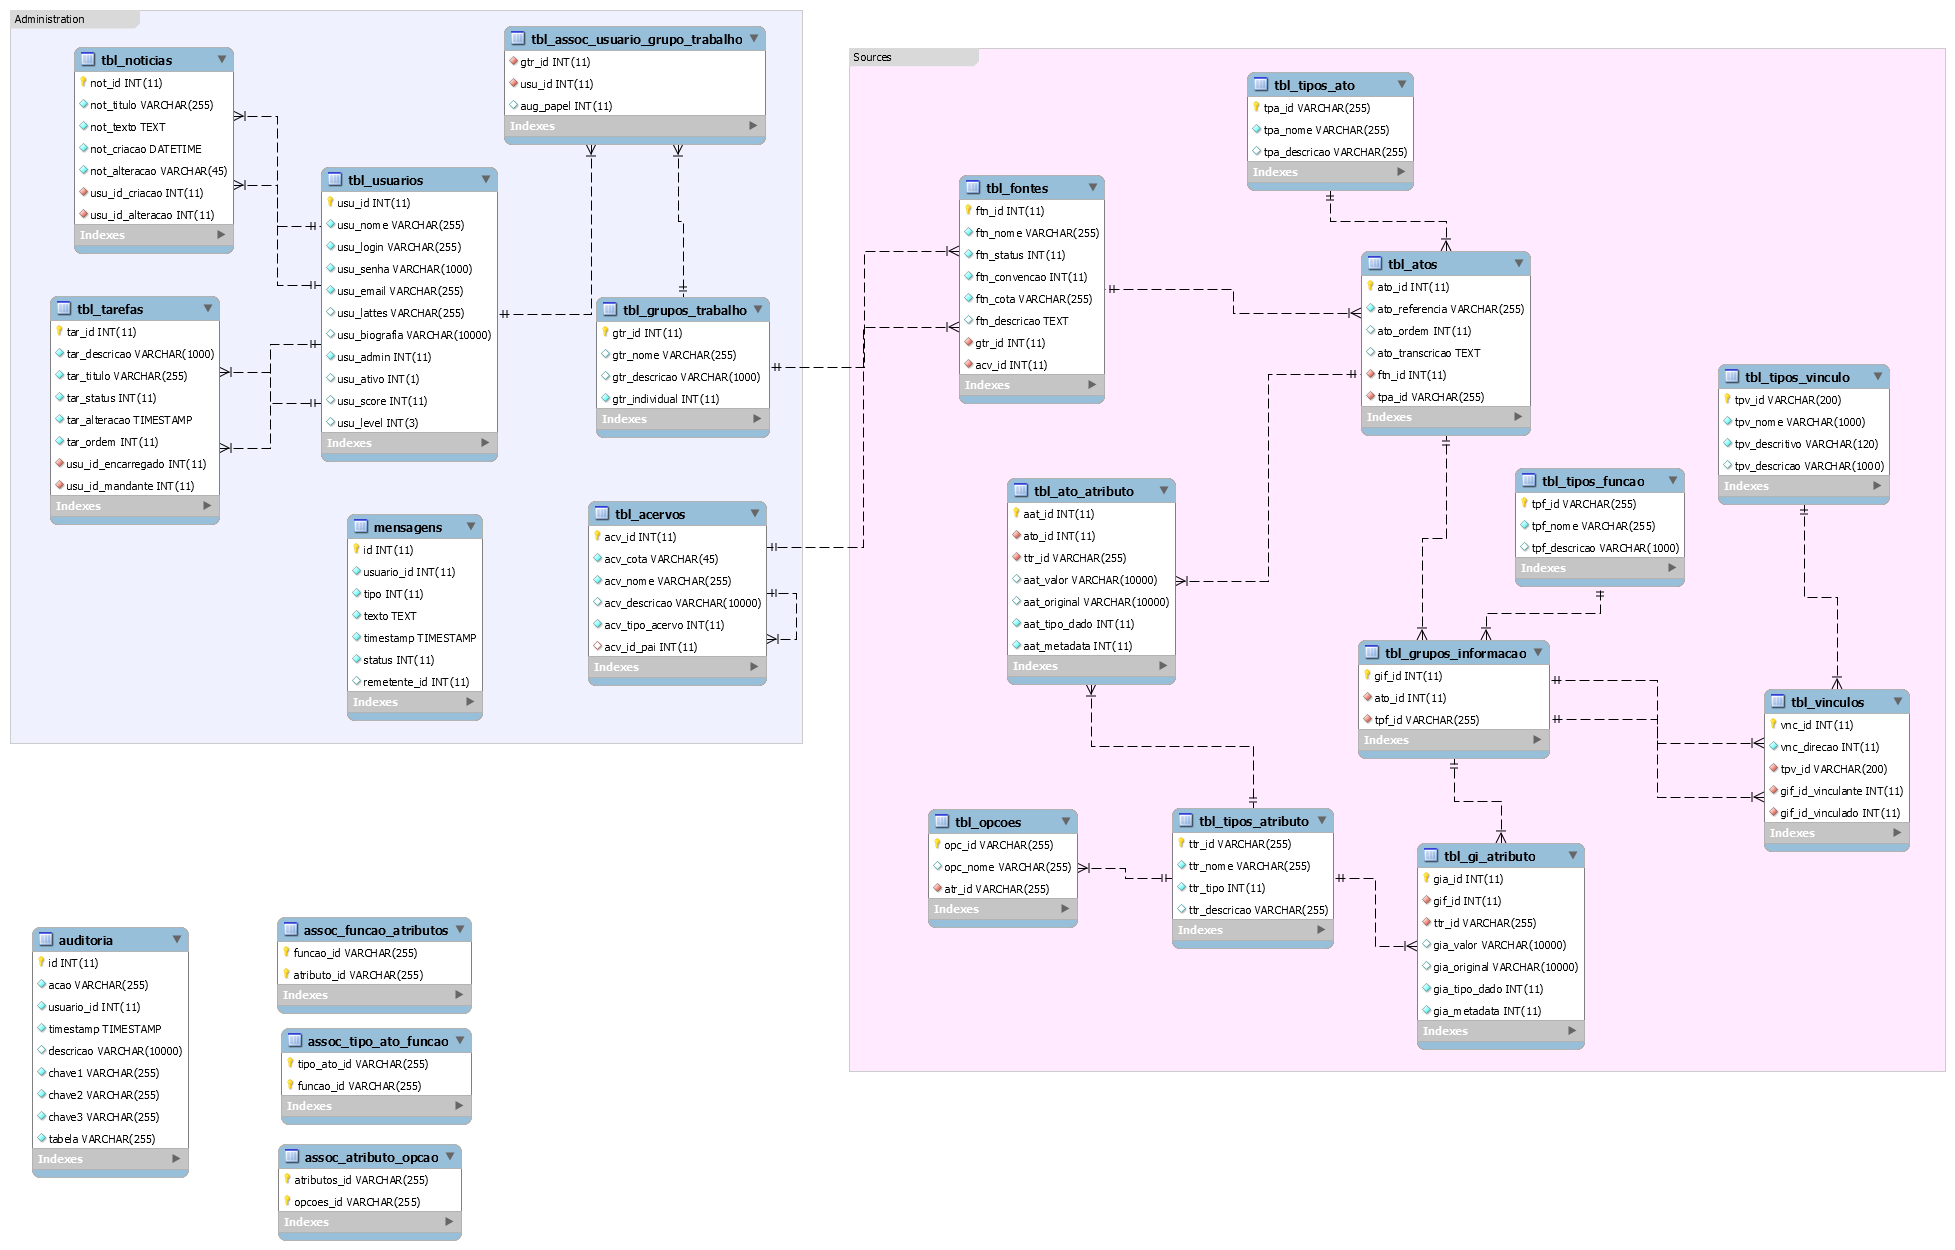 Administration
tbl_noticias
not_id INT(11)
not_titulo VARCHAR(255)
not_texto TEXT
not_criacao DATETIME
not_alteracao VARCHAR(45)
usu_id_criacao INT(11)
usu_id_alteracao INT(11)
Indexes
tbl_assoc_usuario_grupo_trabalho
gtr_id INT(11)
usu_id INT(11)
aug_papel INT(11)
Indexes
tbl_usuarios
usu_id INT(11)
usu_nome VARCHAR(255)
usu_login VARCHAR(255)
usu_senha VARCHAR(1000)
usu_email VARCHAR(255)
usu_lattes VARCHAR(255)
usu_biografia VARCHAR(10000)
usu_admin INT(11)
usu_ativo INT(1)
usu_score INT(11)
usu_level INT(3)
Indexes
tbl_tarefas
tar_id INT(11)
tar_descricao VARCHAR(1000)
tar_titulo VARCHAR(255)
tar_status INT(11)
tar_alteracao TIMESTAMP
tar_ordem INT(11)
usu_id_encarregado INT(11)
usu_id_mandante INT(11)
Indexes
tbl_grupos_trabalho
gtr_id INT(11)
gtr_nome VARCHAR(255)
gtr_descricao VARCHAR(1000)
gtr_individual INT(11)
Indexes
mensagens
id INT(11)
usuario_id INT(11)
tipo INT(11)
texto TEXT
timestamp TIMESTAMP
status INT(11)
remetente_id INT(11)
Indexes
tbl_acervos
acv_id INT(11)
acv_cota VARCHAR(45)
acv_nome VARCHAR(255)
acv_descricao VARCHAR(10000)
acv_tipo_acervo INT(11)
acv_id_pai INT(11)
Indexes
Sources
tbl_tipos_ato
tpa_id VARCHAR(255)
tpa_nome VARCHAR(255)
tpa_descricao VARCHAR(255)
Indexes
tbl_fontes
ftn_id INT(11)
ftn_nome VARCHAR(255)
ftn_status INT(11)
ftn_convencao INT(11)
ftn_cota VARCHAR(255)
ftn_descricao TEXT
gtr_id INT(11)
acv_id INT(11)
Indexes
tbl_atos
ato_id INT(11)
ato_referencia VARCHAR(255)
ato_ordem INT(11)
ato_transcricao TEXT
ftn_id INT(11)
tpa_id VARCHAR(255)
Indexes
tbl_tipos_vinculo
tpv_id VARCHAR(200)
tpv_nome VARCHAR(1000)
tpv_descritivo VARCHAR(120)
tpv_descricao VARCHAR(1000)
Indexes
tbl_ato_atributo
aat_id INT(11)
ato_id INT(11)
ttr_id VARCHAR(255)
aat_valor VARCHAR(10000)
aat_original VARCHAR(10000)
aat_tipo_dado INT(11)
aat_metadata INT(11)
Indexes
tbl_tipos_funcao
tpf_id VARCHAR(255)
tpf_nome VARCHAR(255)
tpf_descricao VARCHAR(1000)
Indexes
tbl_grupos_informacao
gif_id INT(11)
ato_id INT(11)
tpf_id VARCHAR(255)
Indexes
tbl_vinculos
vnc_id INT(11)
vnc_direcao INT(11)
tpv_id VARCHAR(200)
gif_id_vinculante INT(11)
gif_id_vinculado INT(11)
Indexes
tbl_opcoes
opc_id VARCHAR(255)
opc_nome VARCHAR(255)
atr_id VARCHAR(255)
Indexes
tbl_tipos_atributo
ttr_id VARCHAR(255)
ttr_nome VARCHAR(255)
ttr_tipo INT(11)
ttr_descricao VARCHAR(255)
Indexes
tbl_gi_atributo
gia_id INT(11)
gif_id INT(11)
ttr_id VARCHAR(255)
gia_valor VARCHAR(10000)
gia_original VARCHAR(10000)
gia_tipo_dado INT(11)
gia_metadata INT(11)
Indexes
auditoria
id INT(11)
acao VARCHAR(255)
usuario_id INT(11)
timestamp TIMESTAMP
descricao VARCHAR(10000)
chave1 VARCHAR(255)
chave2 VARCHAR(255)
chave3 VARCHAR(255)
tabela VARCHAR(255)
Indexes
assoc_funcao_atributos
funcao_id VARCHAR(255)
atributo_id VARCHAR(255)
Indexes
assoc_tipo_ato_funcao
tipo_ato_id VARCHAR(255)
funcao_id VARCHAR(255)
Indexes
assoc_atributo_opcao
atributos_id VARCHAR(255)
opcoes_id VARCHAR(255)
Indexes